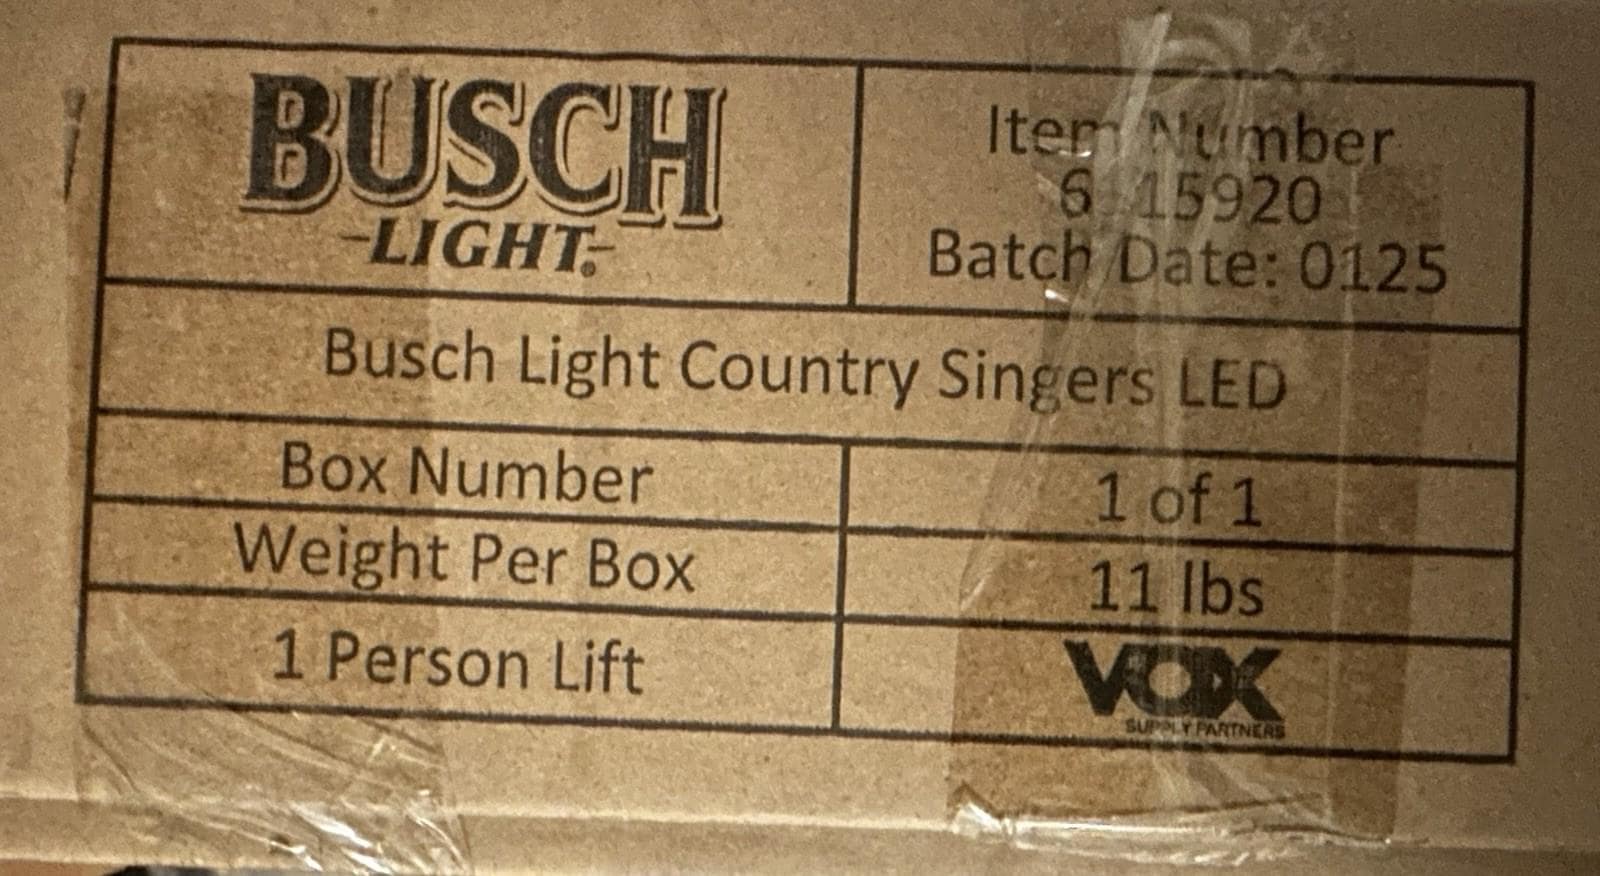 BUSCH
-LIGHT.-
Item Number
15920
Batch Date: 0125
Busch Light Country Singers LED
Box Number
1 of 1
Weight Per Box
11 lbs
1 Person Lift
VOX
SUPPLY PARTNERS